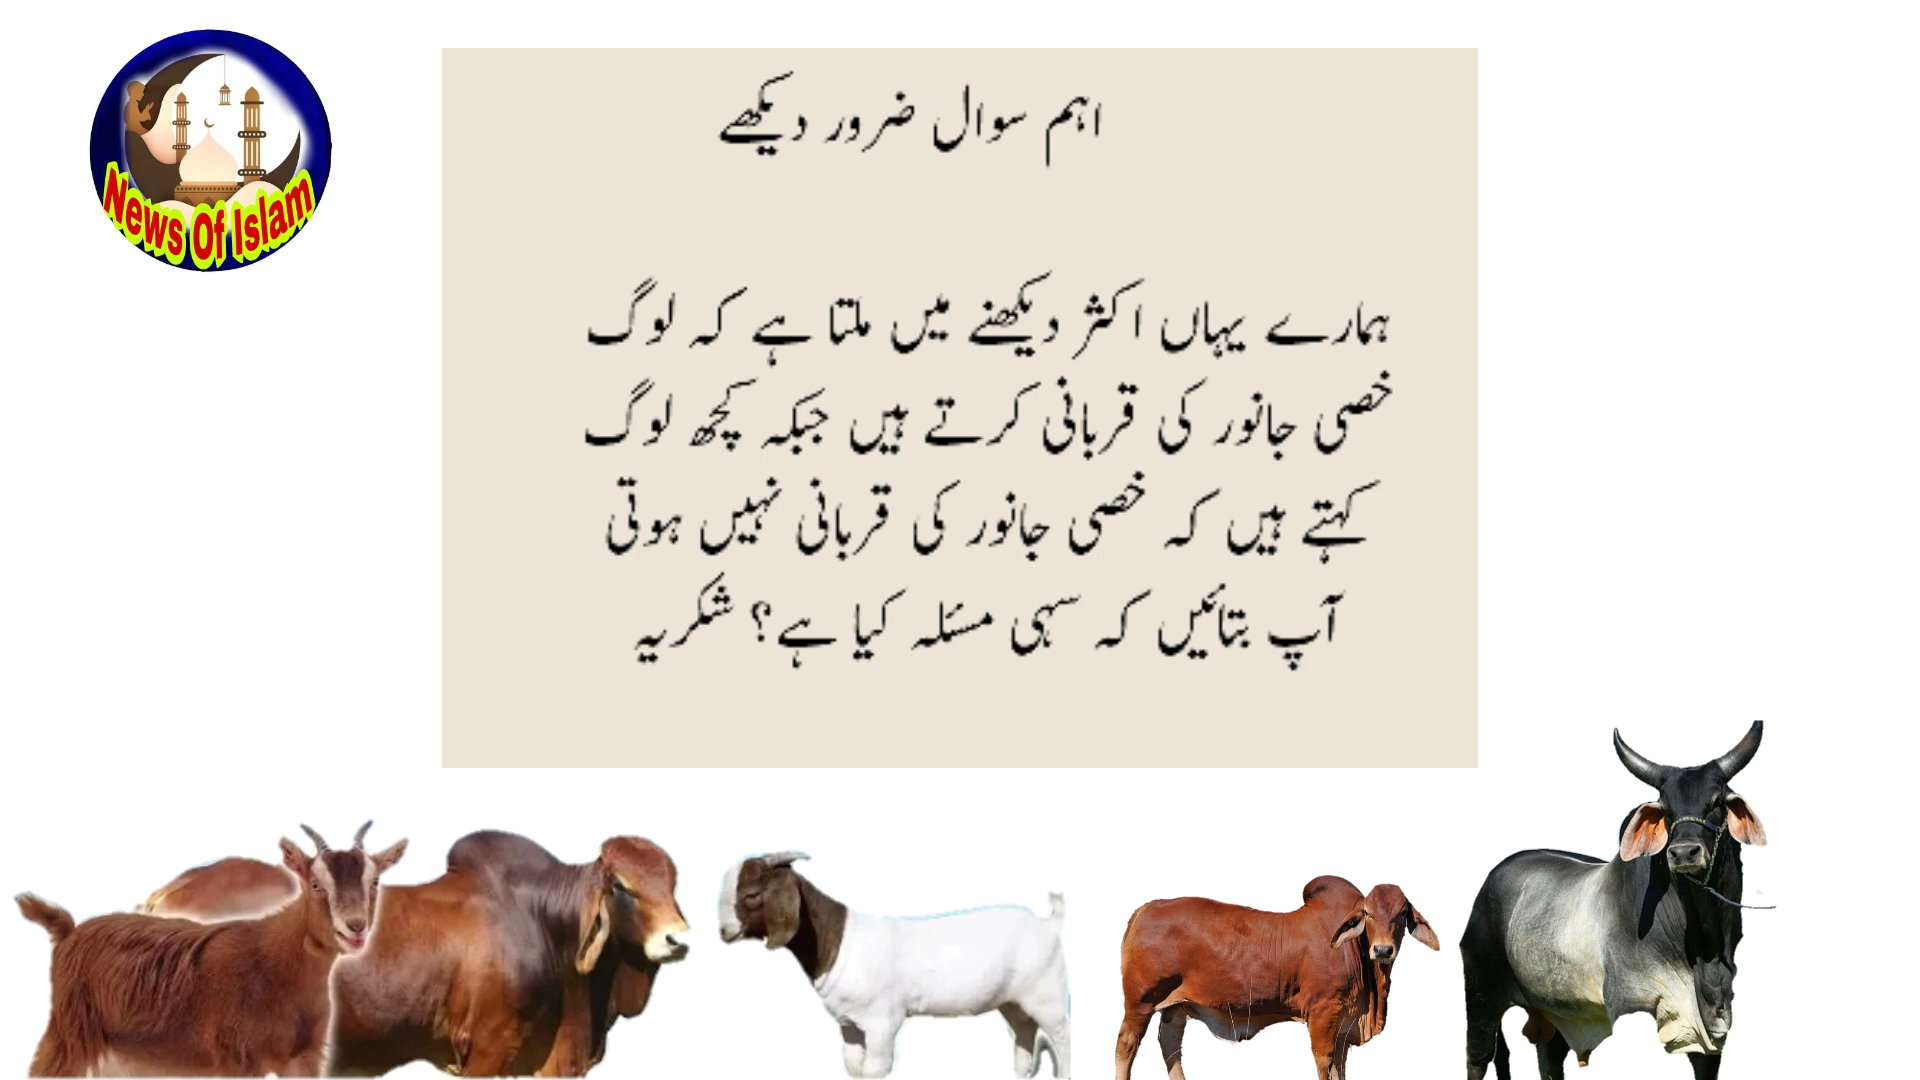 News Of Islam
اہم سوال ضرور دیکھے
ہمارے یہاں اکثر دیکھنے میں ملتا ہے کہ لوگ
خصی جانور کی قربانی کرتے ہیں جبکہ کچھ لوگ
کہتے ہیں کہ خصی جانور کی قربانی نہیں ہوتی
آپ بتائیں کہ سہی مسئلہ کیا ہے؟ شکریہ